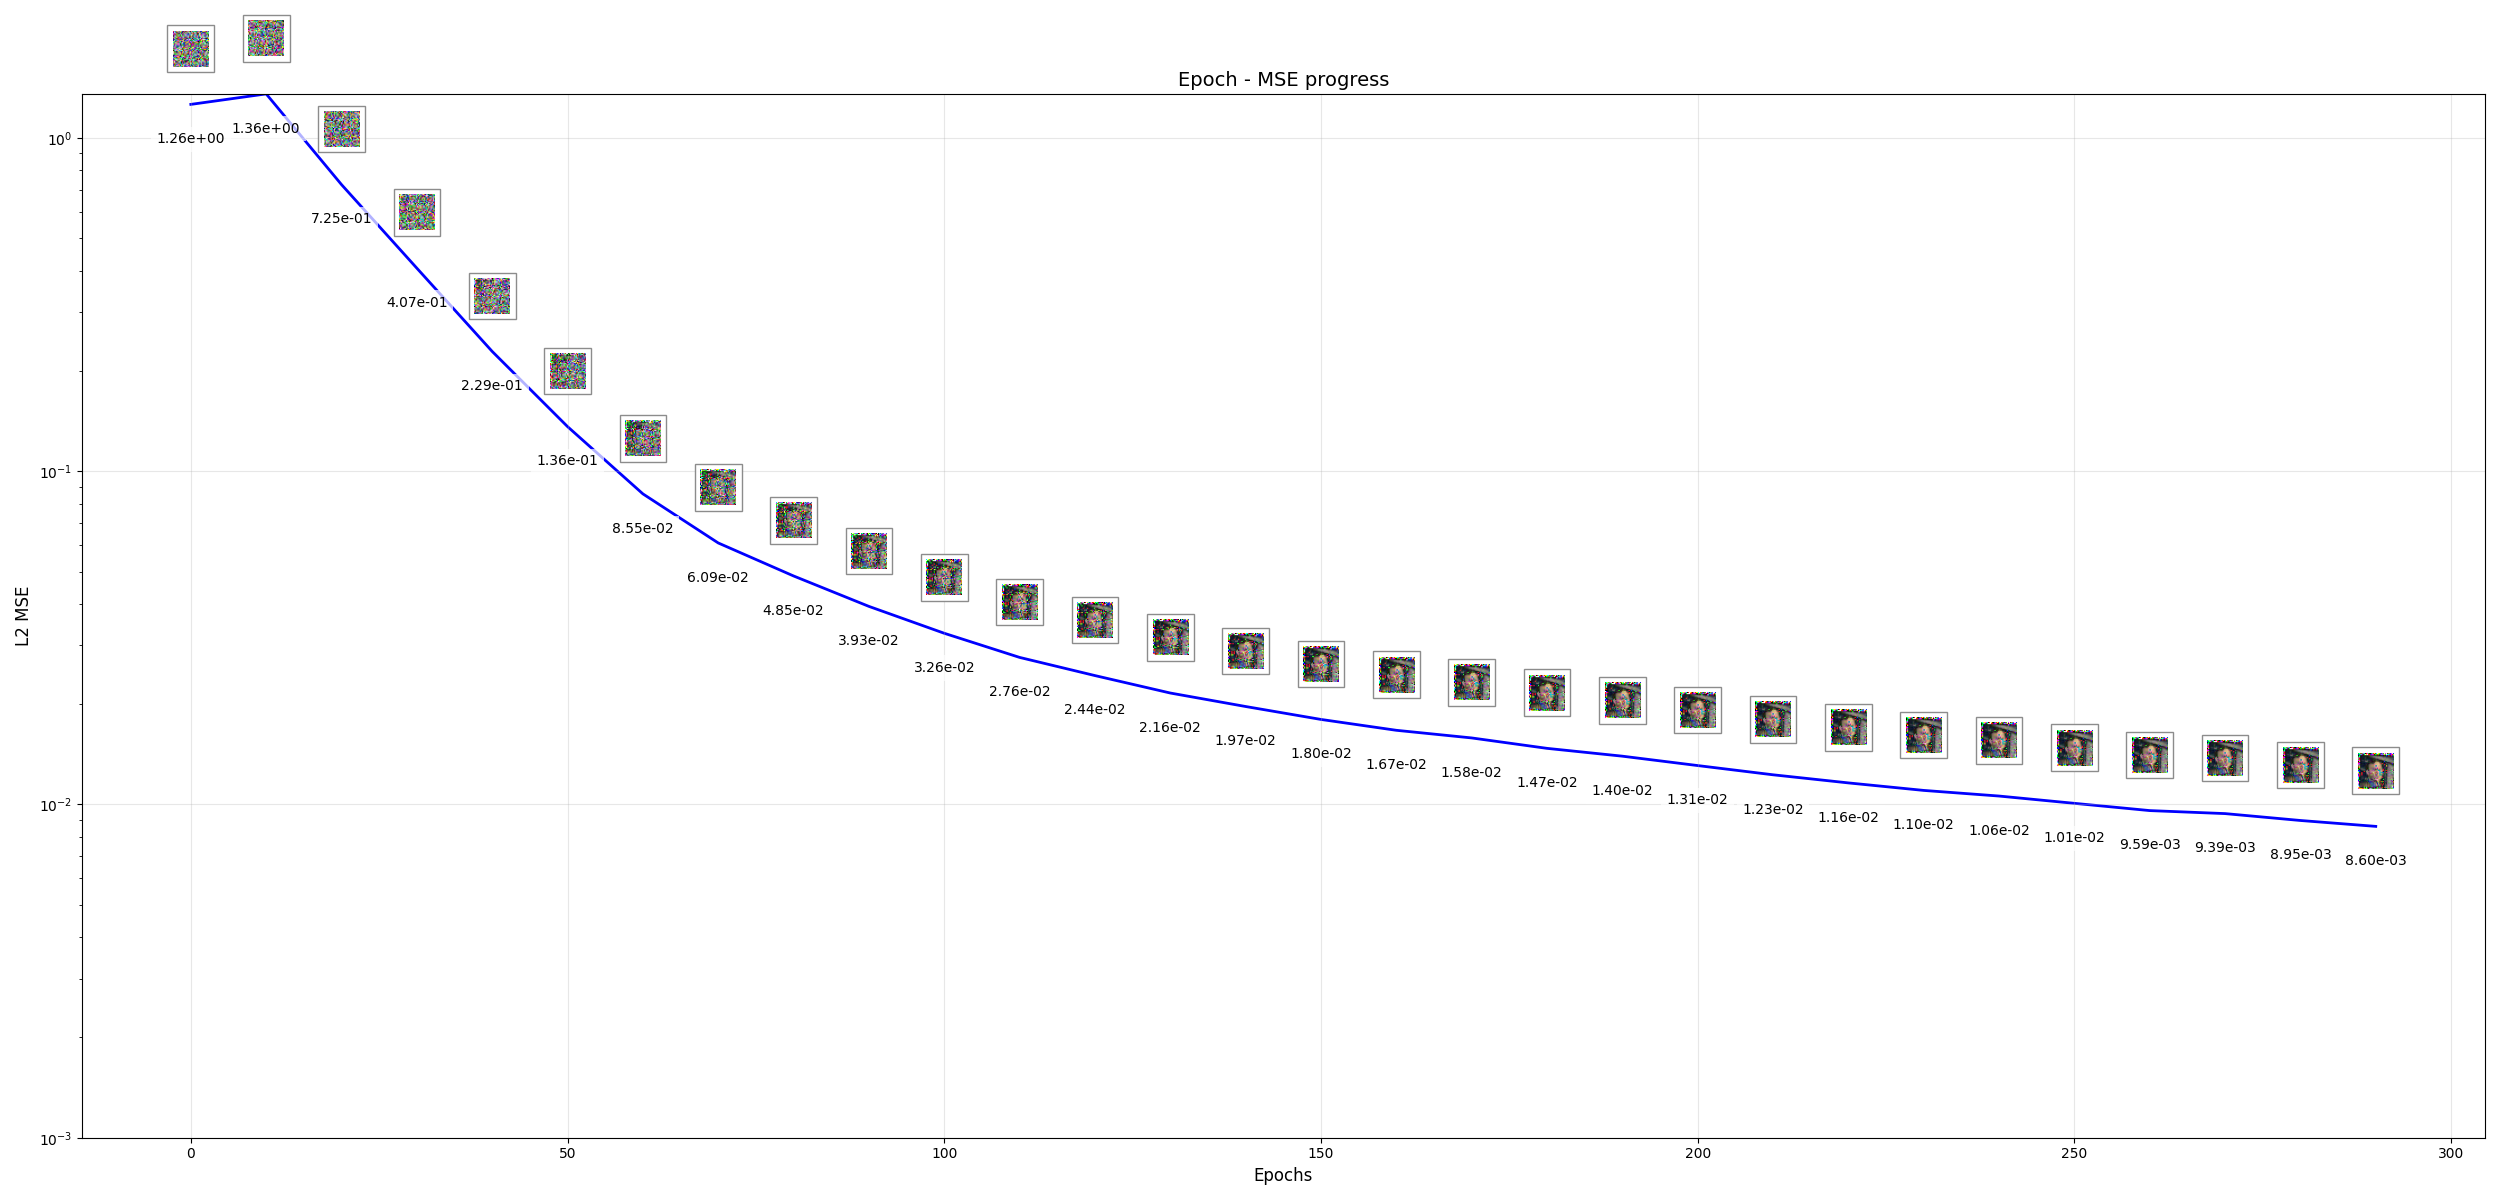 Epoch - MSE progress
L2 MSE
10⁰
10⁻¹
10⁻²
10⁻³
1.26e+00
1.36e+00
7.25e-01
4.07e-01
2.29e-01
1.36e-01
8.55e-02
6.09e-02
4.85e-02
3.93e-02
3.26e-02
2.76e-02
2.44e-02
2.16e-02
1.97e-02
1.80e-02
1.67e-02
1.58e-02
1.47e-02
1.40e-02
1.31e-02
1.23e-02
1.16e-02
1.10e-02
1.06e-02
1.01e-02
9.59e-03
9.39e-03
8.95e-03
8.60e-03
0
50
100
150
200
250
300
Epochs